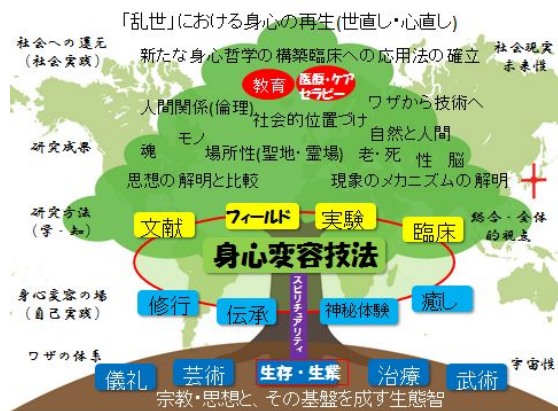 「乱世」における身心の再生(世直し・心直し)
社会への還元
(社会実践)
新たな身心哲学の構築臨床への応用法の確立
社会現実
未来性
教育
医療・ケア
セラピー
人間関係(倫理)
ワザから技術へ
社会的位置づけ
モノ
自然と人間
研究成果
魂
場所性(聖地・霊場)
老・死
性
脳
思想の解明と比較
現象のメカニズムの解明
研究方法
(学・知)
文献
フィールド
実験
臨床
総合・全体
的視点
身心変容技法
スピリチュアリティ
身心変容の場
(自己実践)
修行
伝承
神秘体験
癒し
ワザの体系
宇宙性
儀礼
芸術
生存・生業
治療
武術
宗教・思想と、その基盤を成す生態智